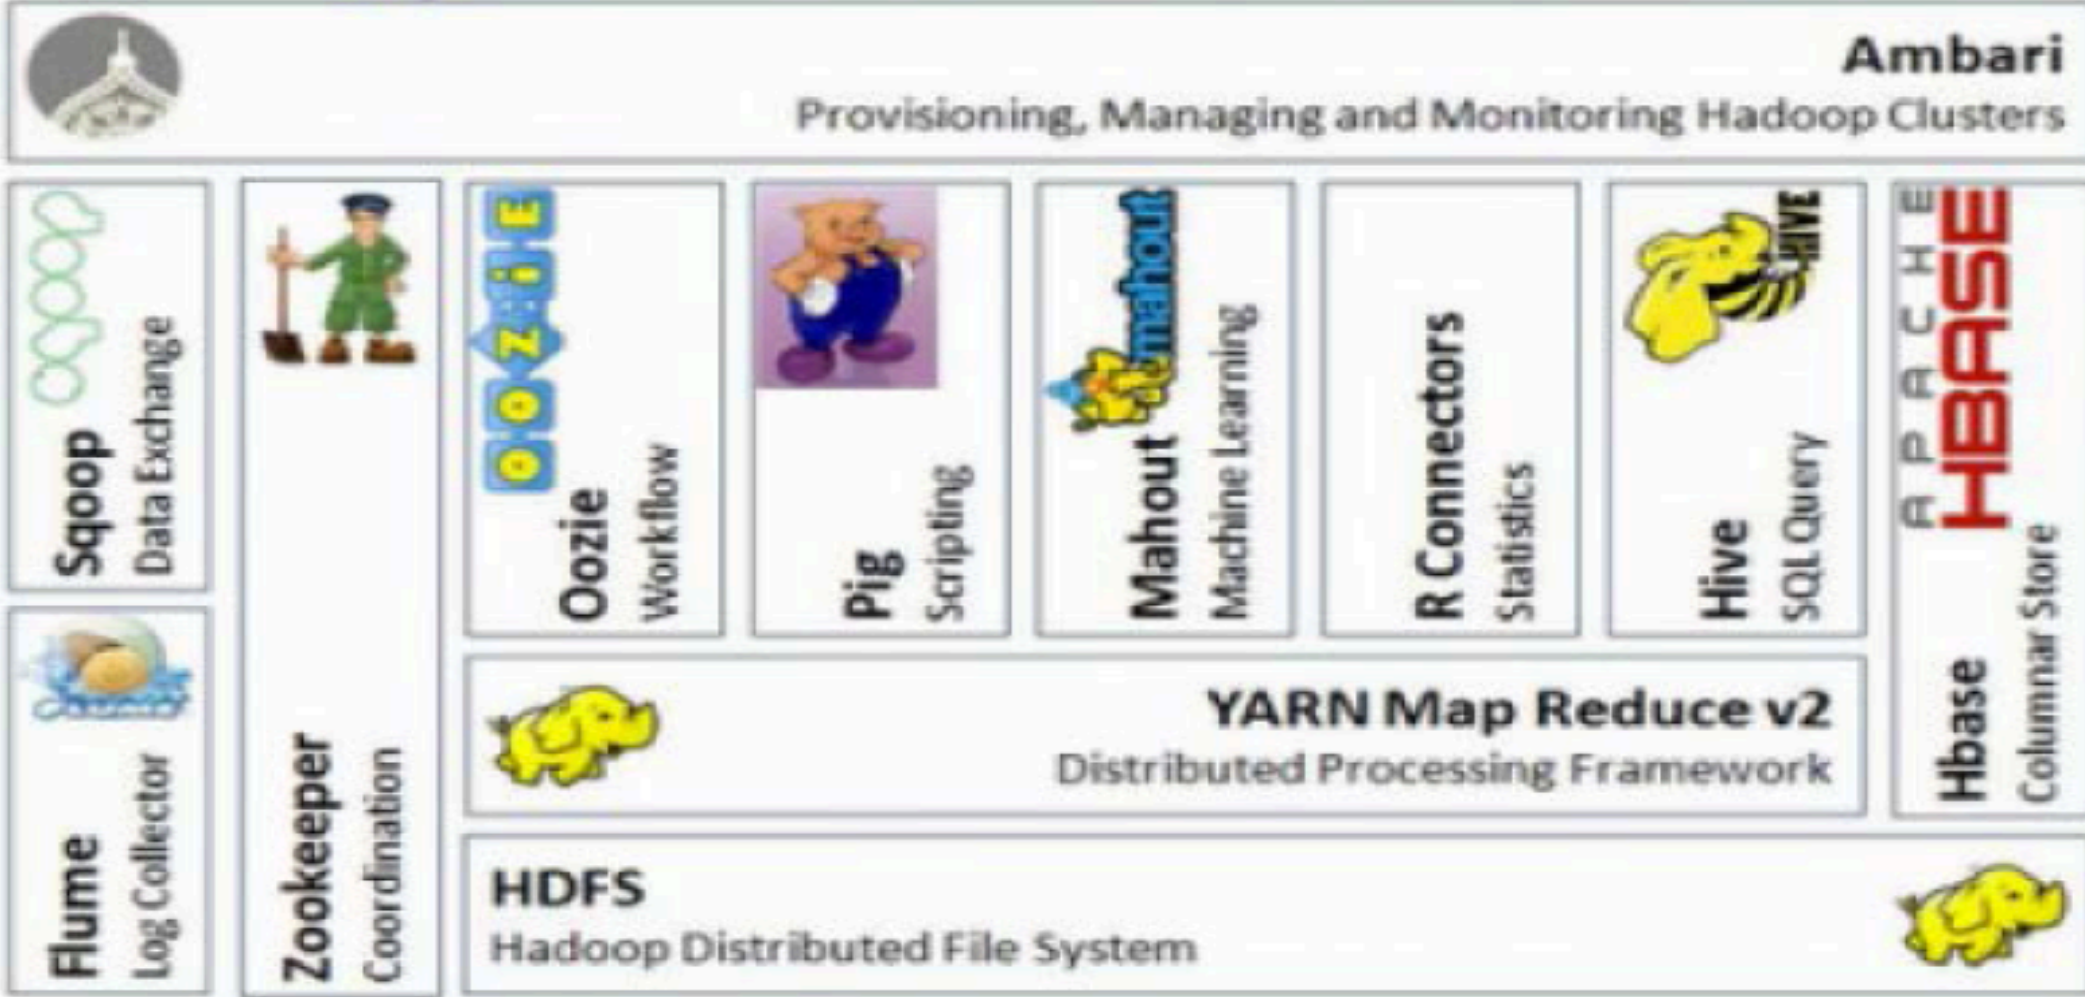 Ambari
Provisioning, Managing and Monitoring Hadoop Clusters
Sqoop
Data Exchange
Flume
Log Collector
Zookeeper
Coordination
OOZiE
Oozie
Workflow
Pig
Scripting
mahout
Mahout
Machine Learning
R Connectors
Statistics
HIVE
Hive
SQL Query
APACHE
HBASE
Hbase
Columnar Store
YARN Map Reduce v2
Distributed Processing Framework
HDFS
Hadoop Distributed File System